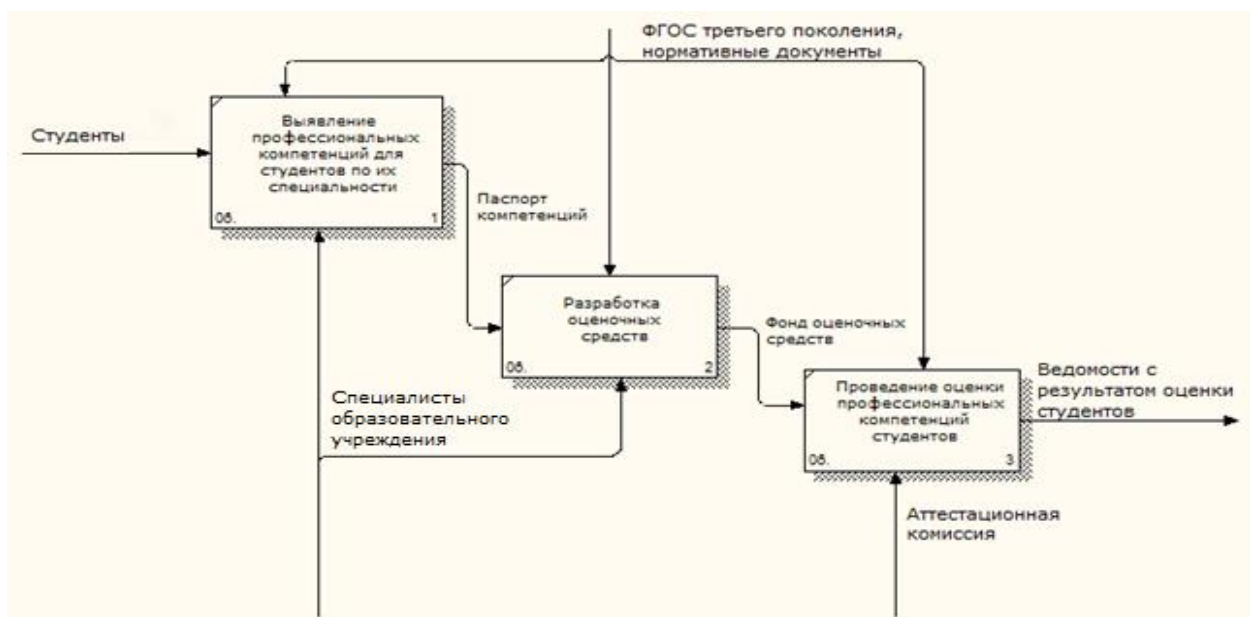 ФГОС третьего поколения,
нормативные документы
Студенты
Выявление
профессиональных
компетенций для
студентов по их
специальности
0б. 1
Паспорт
компетенций
Разработка
оценочных
средств
0б. 2
Фонд оценочных
средств
Специалисты
образовательного
учреждения
Проведение оценки
профессиональных
компетенций
студентов
0б. 3
Ведомости с
результатом оценки
студентов
Аттестационная
комиссия